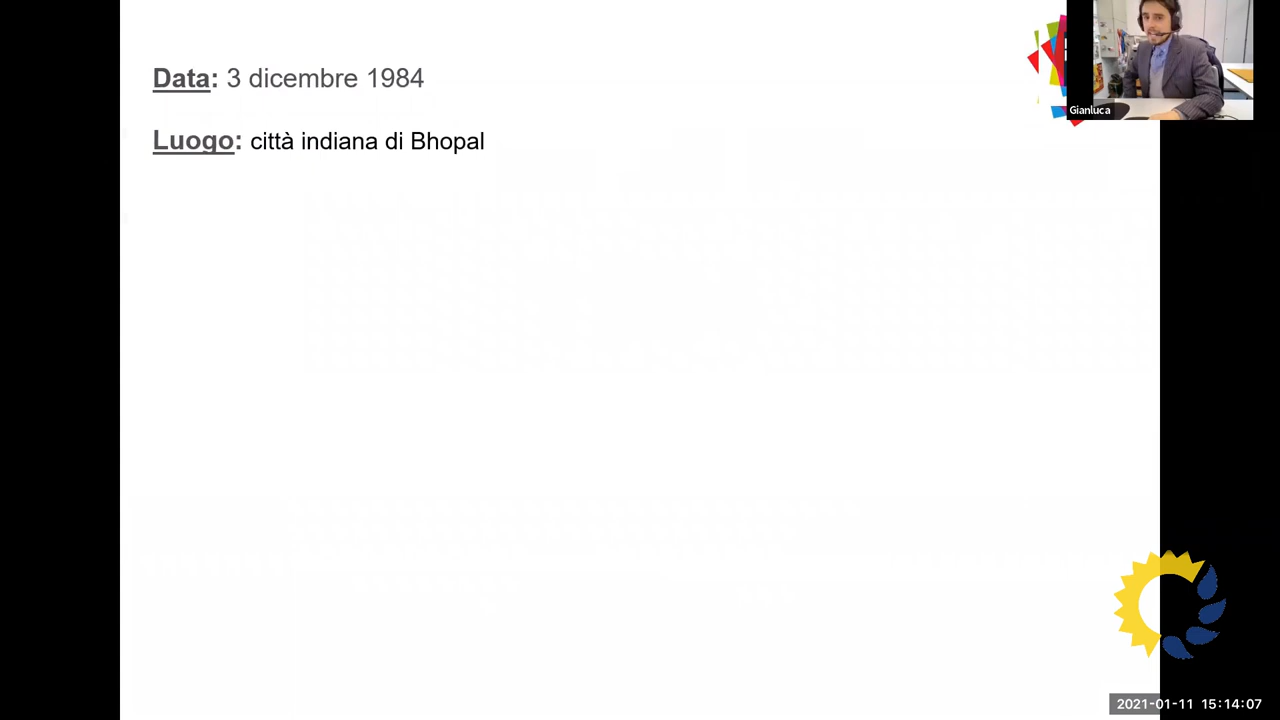 Data: 3 dicembre 1984
Luogo: città indiana di Bhopal
Gianluca
2021-01-11 15:14:07